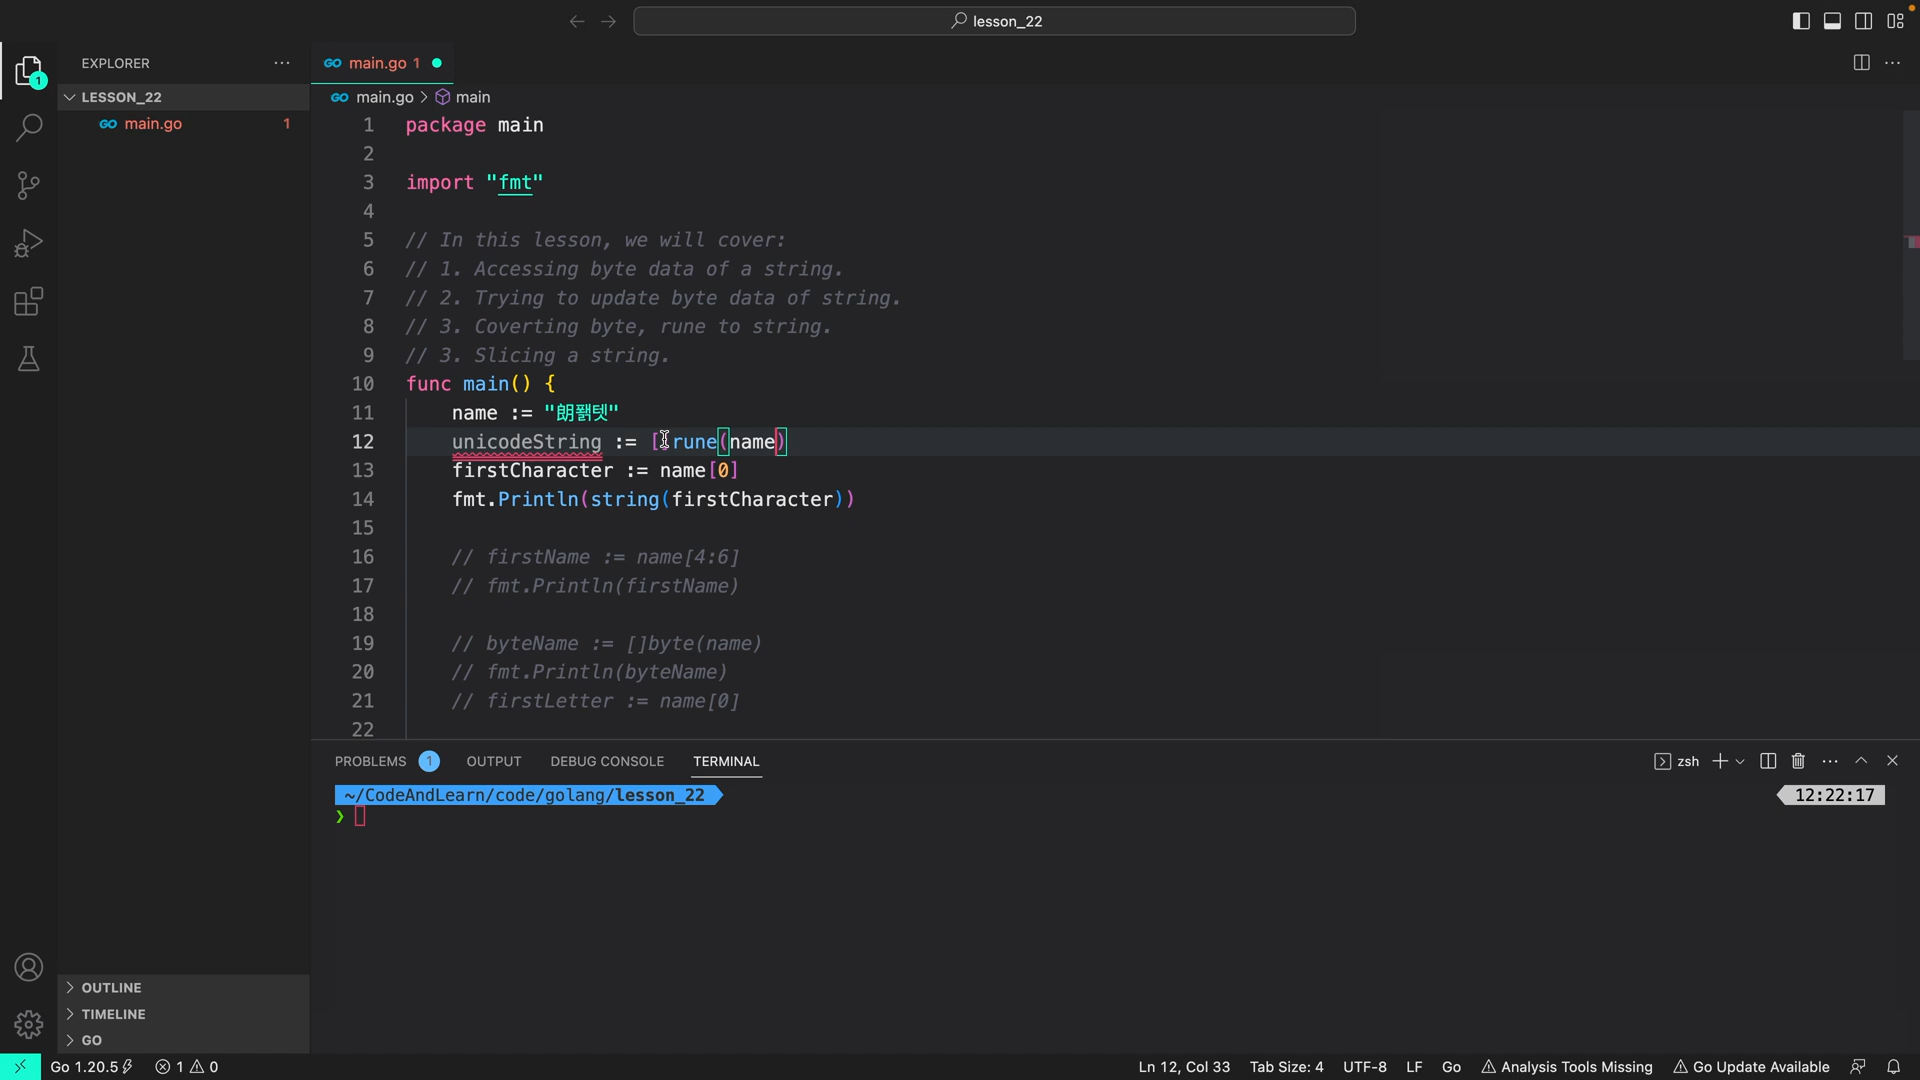 lesson_22
EXPLORER
main.go 1
LESSON_22
main.go 1
main.go > main
1 package main
2
3 import "fmt"
4
5 // In this lesson, we will cover:
6 // 1. Accessing byte data of a string.
7 // 2. Trying to update byte data of string.
8 // 3. Coverting byte, rune to string.
9 // 3. Slicing a string.
10 func main() {
11 name := "朗퐭텟"
12 unicodeString := []rune(name)
13 firstCharacter := name[0]
14 fmt.Println(string(firstCharacter))
15
16 // firstName := name[4:6]
17 // fmt.Println(firstName)
18
19 // byteName := []byte(name)
20 // fmt.Println(byteName)
21 // firstLetter := name[0]
22
PROBLEMS 1 OUTPUT DEBUG CONSOLE TERMINAL zsh
~/CodeAndLearn/code/golang/lesson_22 12:22:17
❯
OUTLINE
TIMELINE
GO
Go 1.20.5 1 0 Ln 12, Col 33 Tab Size: 4 UTF-8 LF Go Analysis Tools Missing Go Update Available